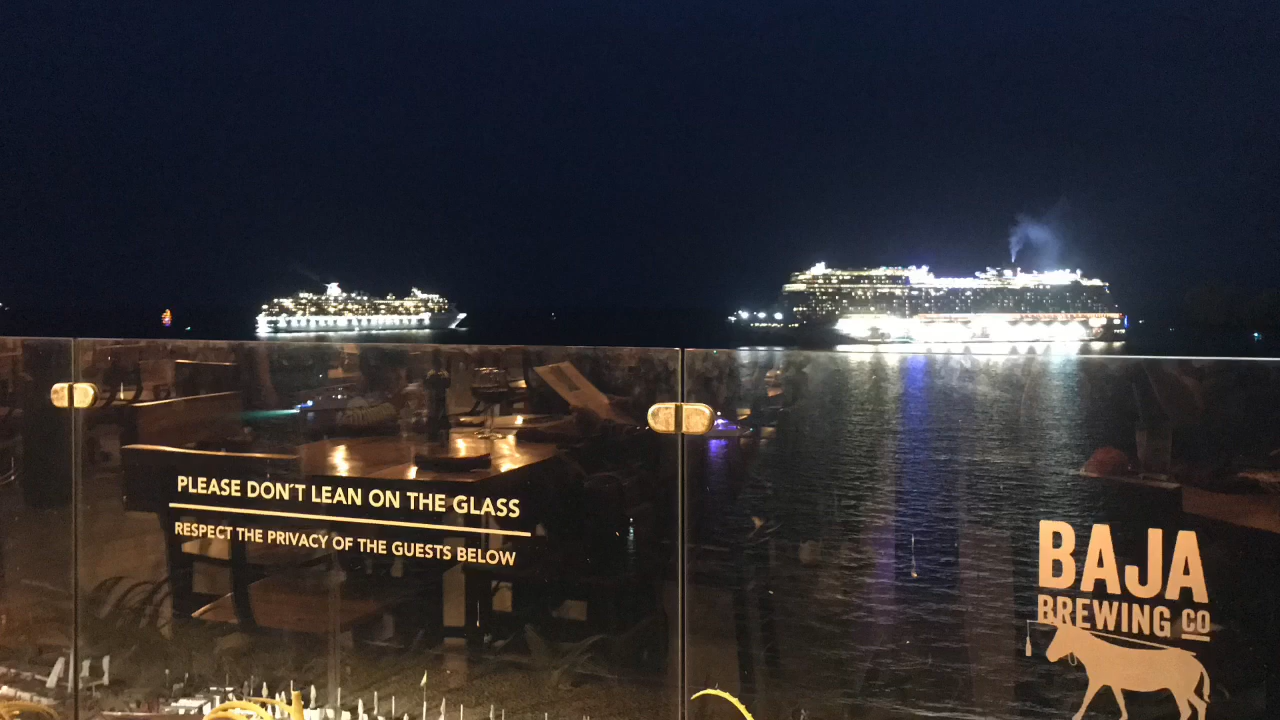 PLEASE DON'T LEAN ON THE GLASS
RESPECT THE PRIVACY OF THE GUESTS BELOW
BAJA
BREWING CO